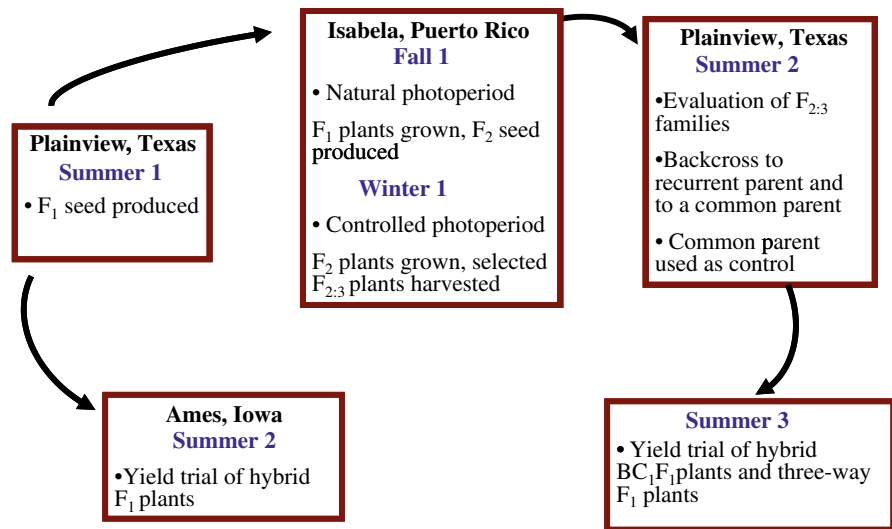 Plainview, Texas
Summer 1
• F₁ seed produced
Isabela, Puerto Rico
Fall 1
• Natural photoperiod
F₁ plants grown, F₂ seed
produced
Winter 1
• Controlled photoperiod
F₂ plants grown, selected
F₂:₃ plants harvested
Plainview, Texas
Summer 2
•Evaluation of F₂:₃
families
•Backcross to
recurrent parent and
to a common parent
• Common parent
used as control
Ames, Iowa
Summer 2
•Yield trial of hybrid
F₁ plants
Summer 3
• Yield trial of hybrid
BC₁F₁plants and three-way
F₁ plants